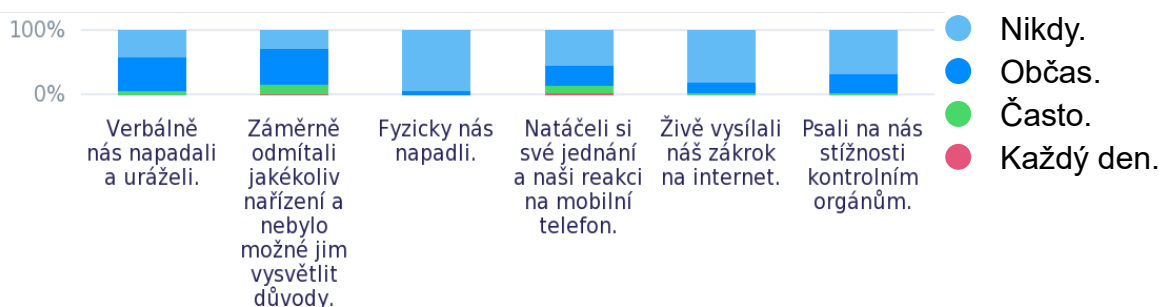 100%
0%
Verbálně
nás napadali
a uráželi.
Záměrně
odmítali
jakékoliv
nařízení a
nebylo
možné jim
vysvětlit
důvody.
Fyzicky nás
napadli.
Natáčeli si
své jednání
a naši reakci
na mobilní
telefon.
Živě vysílali
náš zákrok
na internet.
Psali na nás
stížnosti
kontrolním
orgánům.
Nikdy.
Občas.
Často.
Každý den.